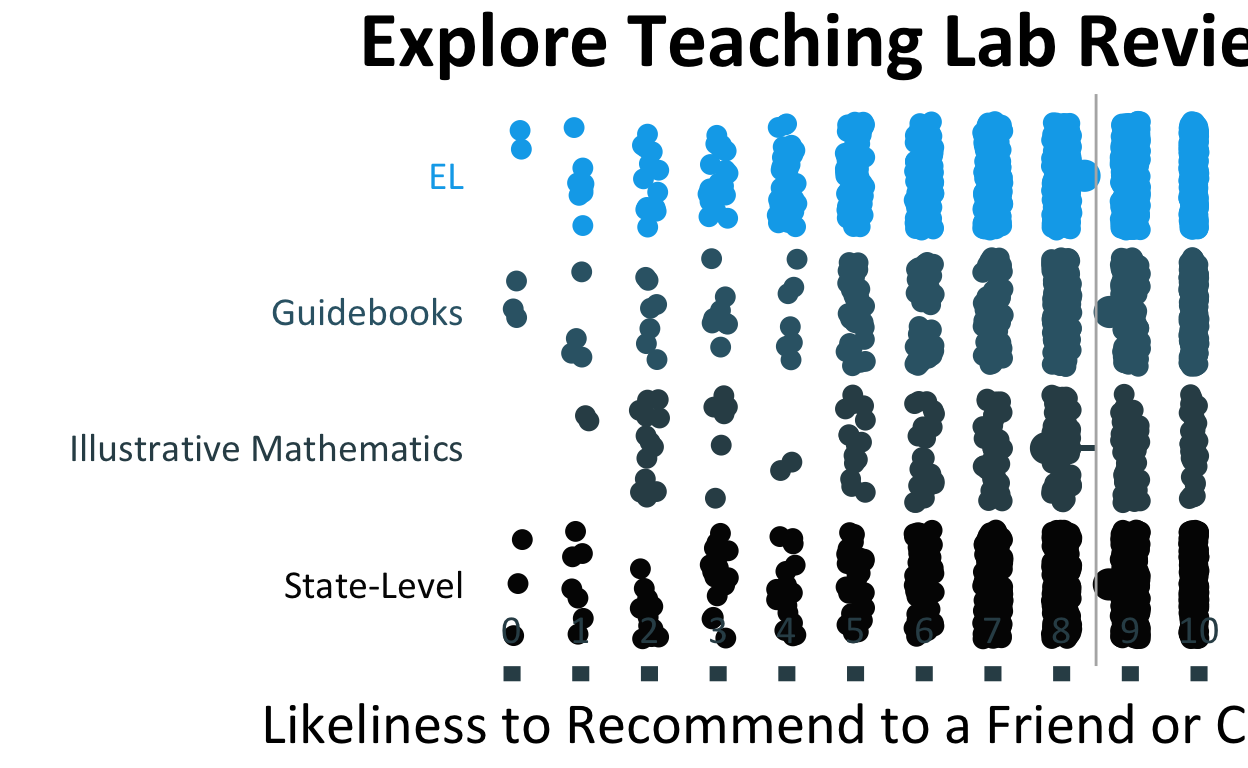 Explore Teaching Lab Revie
EL
Guidebooks
Illustrative Mathematics
State-Level
0 1 2 3 4 5 6 7 8 9 10
Likeliness to Recommend to a Friend or C